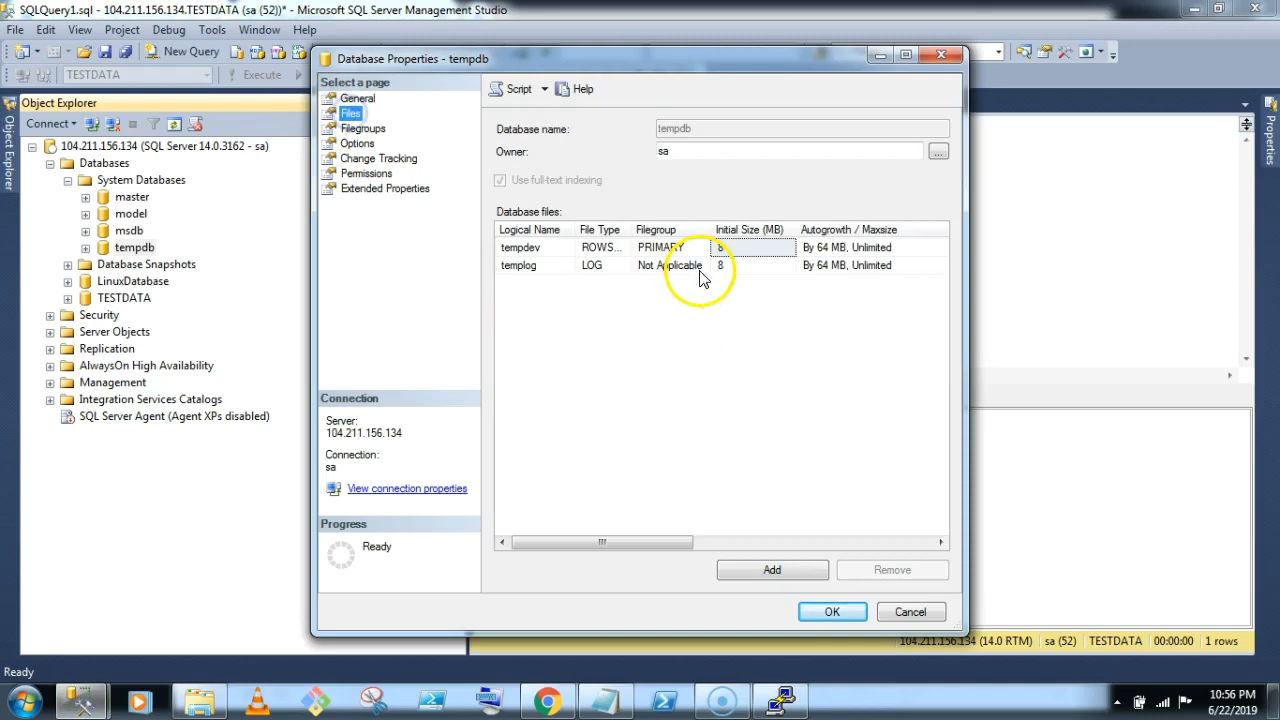 SQLQuery1.sql - 104.211.156.134.TESTDATA (sa (52))* - Microsoft SQL Server Management Studio
File Edit View Project Debug Tools Window Help
New Query
TESTDATA Execute
Object Explorer
Connect
104.211.156.134 (SQL Server 14.0.3162 - sa)
Databases
System Databases
master
model
msdb
tempdb
Database Snapshots
LinuxDatabase
TESTDATA
Security
Server Objects
Replication
AlwaysOn High Availability
Management
Integration Services Catalogs
SQL Server Agent (Agent XPs disabled)
Object Explorer
Database Properties - tempdb
Select a page
General
Files
Filegroups
Options
Change Tracking
Permissions
Extended Properties
Connection
Server:
104.211.156.134
Connection:
sa
View connection properties
Progress
Ready
Script Help
Database name: tempdb
Owner: sa ...
Use full-text indexing
Database files:
Logical Name File Type Filegroup Initial Size (MB) Autogrowth / Maxsize
tempdev ROWS... PRIMARY 8 By 64 MB, Unlimited
templog LOG Not Applicable 8 By 64 MB, Unlimited
Add Remove
OK Cancel
Properties
104.211.156.134 (14.0 RTM) sa (52) TESTDATA 00:00:00 1 rows
Ready
10:56 PM
6/22/2019